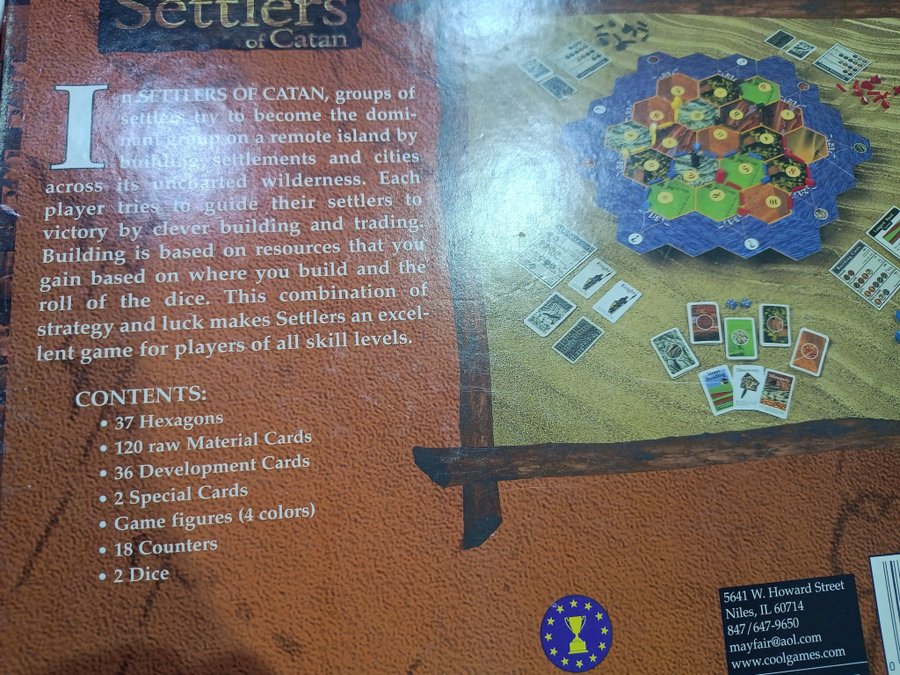 Settlers
of Catan
In SETTLERS OF CATAN, groups of
settlers try to become the domi-
nant group on a remote island by
building settlements and cities
across its uncharted wilderness. Each
player tries to guide their settlers to
victory by clever building and trading.
Building is based on resources that you
gain based on where you build and the
roll of the dice. This combination of
strategy and luck makes Settlers an excel-
lent game for players of all skill levels.
CONTENTS:
• 37 Hexagons
• 120 raw Material Cards
• 36 Development Cards
• 2 Special Cards
• Game figures (4 colors)
• 18 Counters
• 2 Dice
5641 W. Howard Street
Niles, IL 60714
847/647-9650
mayfair@aol.com
www.coolgames.com